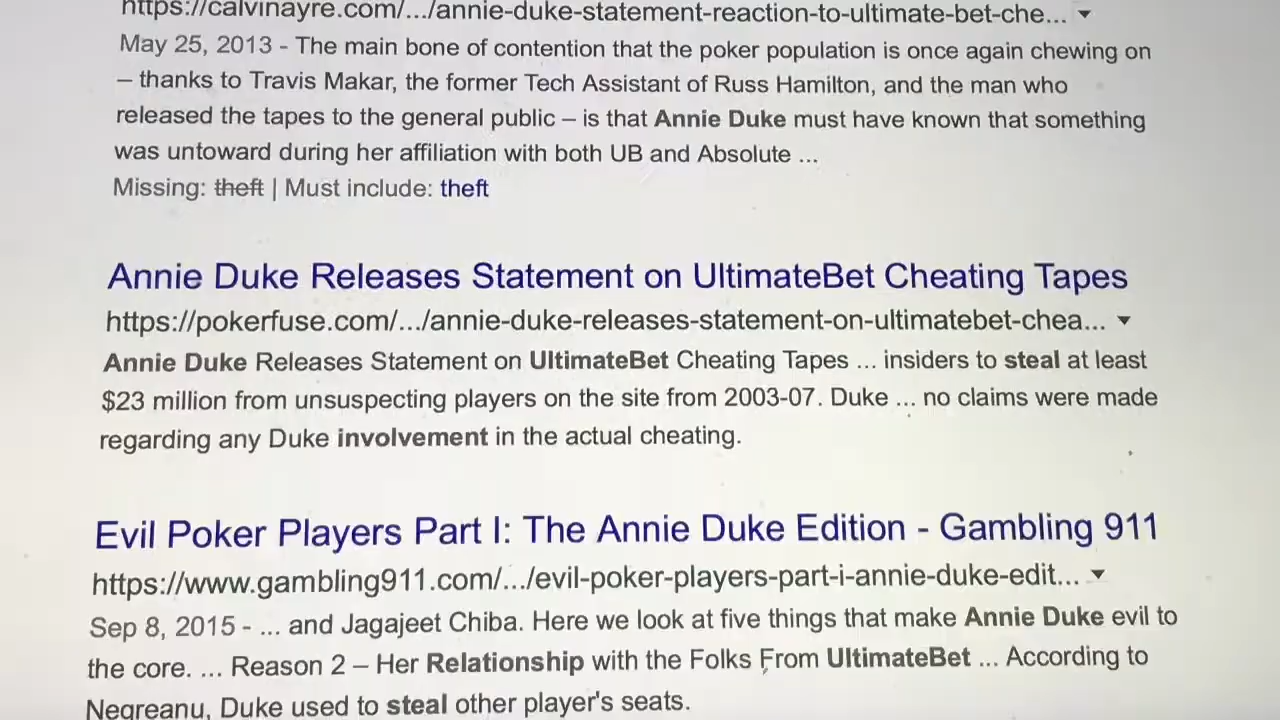 https://calvinayre.com/.../annie-duke-statement-reaction-to-ultimate-bet-che...
May 25, 2013 - The main bone of contention that the poker population is once again chewing on
– thanks to Travis Makar, the former Tech Assistant of Russ Hamilton, and the man who
released the tapes to the general public – is that Annie Duke must have known that something
was untoward during her affiliation with both UB and Absolute ...
Missing: theft | Must include: theft
Annie Duke Releases Statement on UltimateBet Cheating Tapes
https://pokerfuse.com/.../annie-duke-releases-statement-on-ultimatebet-chea...
Annie Duke Releases Statement on UltimateBet Cheating Tapes ... insiders to steal at least
$23 million from unsuspecting players on the site from 2003-07. Duke ... no claims were made
regarding any Duke involvement in the actual cheating.
Evil Poker Players Part I: The Annie Duke Edition - Gambling 911
https://www.gambling911.com/.../evil-poker-players-part-i-annie-duke-edit...
Sep 8, 2015 - ... and Jagajeet Chiba. Here we look at five things that make Annie Duke evil to
the core. ... Reason 2 – Her Relationship with the Folks From UltimateBet ... According to
Negreanu, Duke used to steal other player's seats.